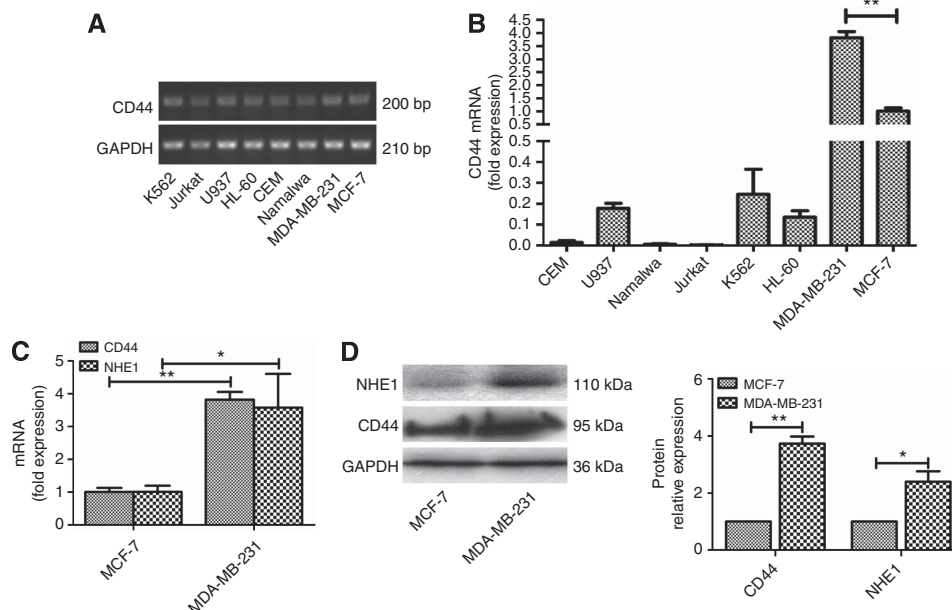 A
CD44
200 bp
GAPDH
210 bp
K562
Jurkat
U937
HL-60
CEM
Namalwa
MDA-MB-231
MCF-7
B
CD44 mRNA
(fold expression)
4.5
4.0
3.5
3.0
2.5
2.0
1.5
1.0
0.5
0.5
0.4
0.3
0.2
0.1
0.0
**
CEM
U937
Namalwa
Jurkat
K562
HL-60
MDA-MB-231
MCF-7
C
CD44
NHE1
mRNA
(fold expression)
5
4
3
2
1
0
**
*
MCF-7
MDA-MB-231
D
NHE1
110 kDa
CD44
95 kDa
GAPDH
36 kDa
MCF-7
MDA-MB-231
MCF-7
MDA-MB-231
Protein
relative expression
6
4
2
0
**
*
CD44
NHE1